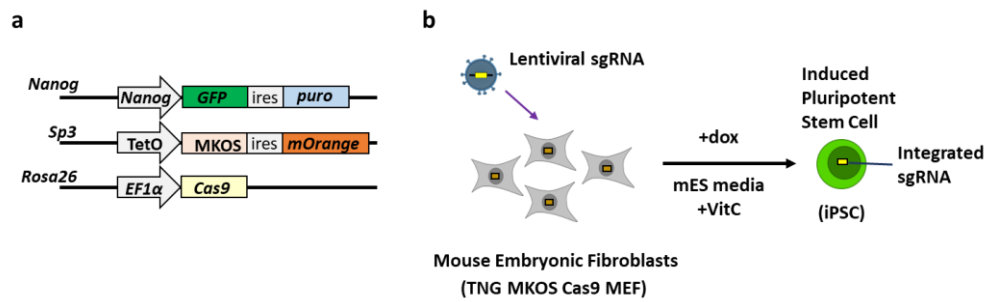 a
Nanog
Nanog GFP ires puro
Sp3
TetO MKOS ires mOrange
Rosa26
EF1α Cas9
b
Lentiviral sgRNA
Mouse Embryonic Fibroblasts
(TNG MKOS Cas9 MEF)
+dox
mES media
+VitC
Induced
Pluripotent
Stem Cell
Integrated
sgRNA
(iPSC)